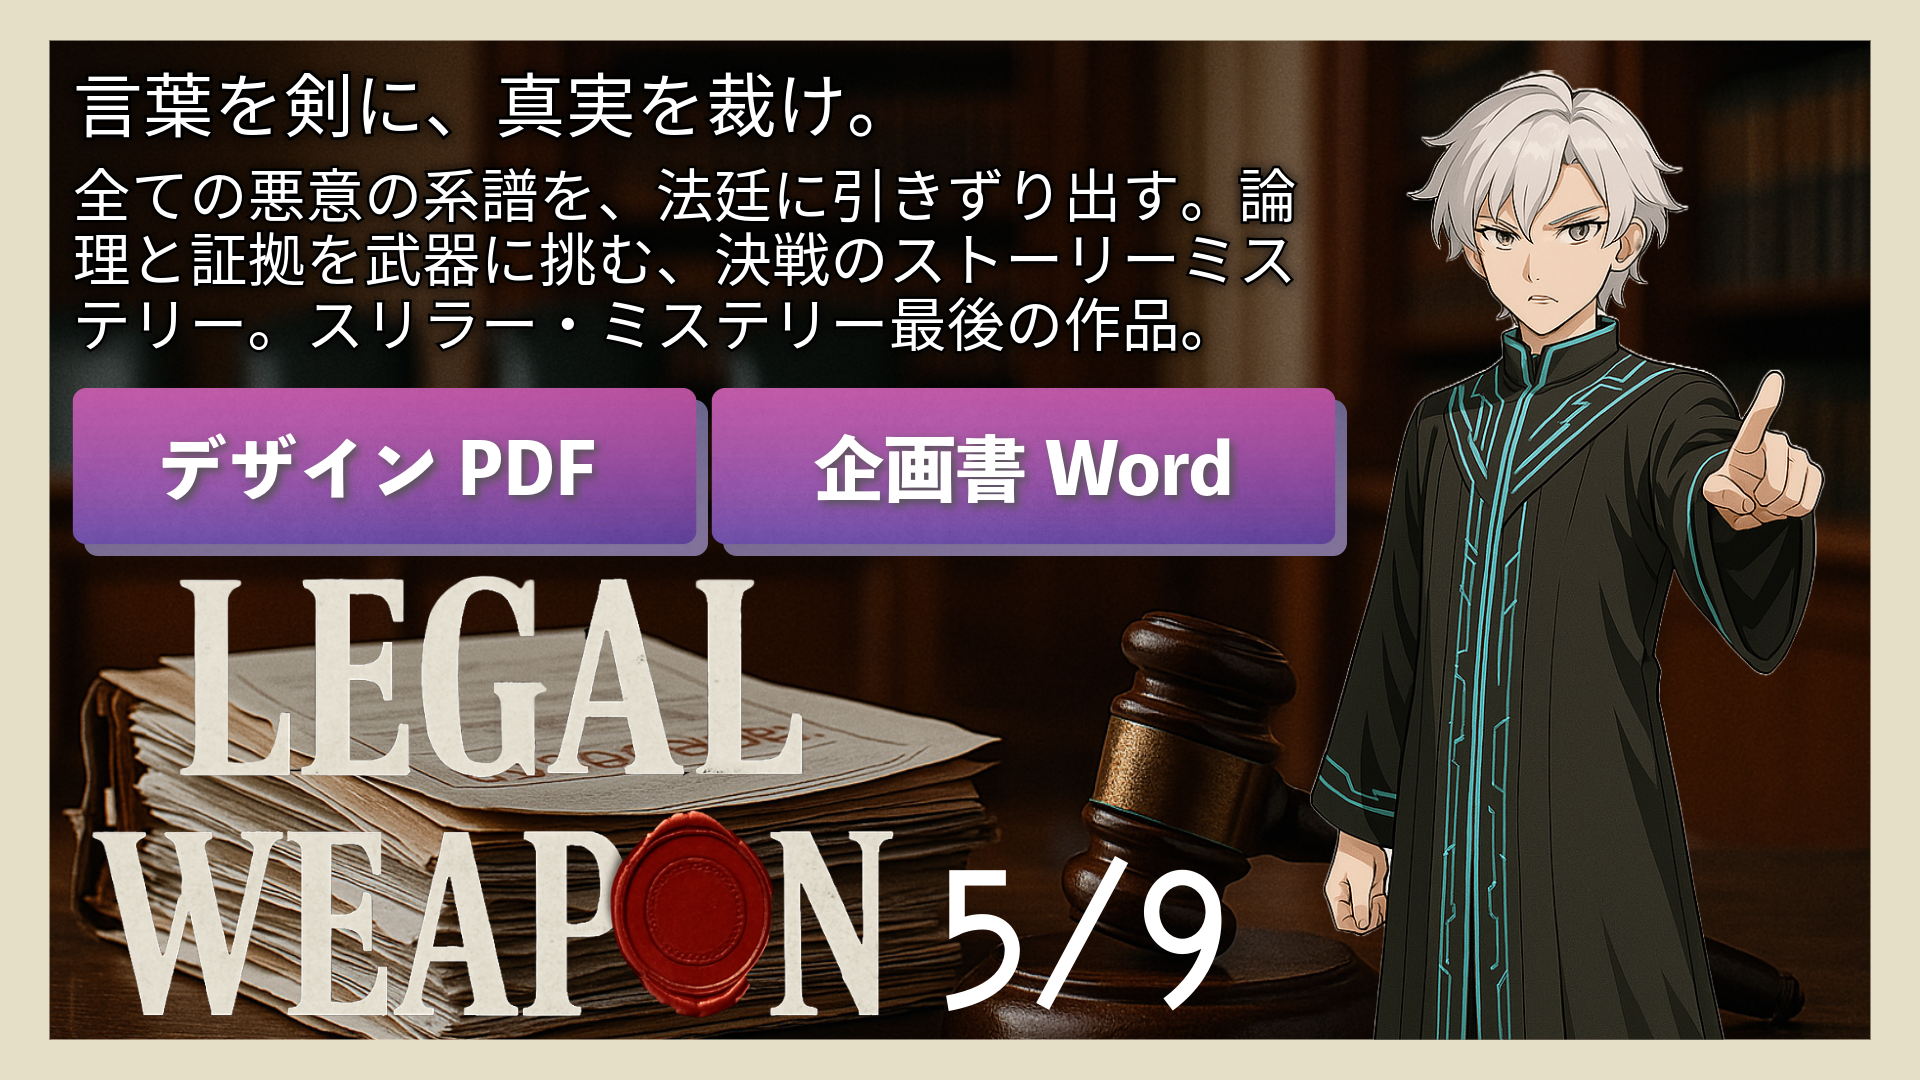 言葉を剣に、真実を裁け。
全ての悪意の系譜を、法廷に引きずり出す。論
理と証拠を武器に挑む、決戦のストーリーミス
テリー。スリラー・ミステリー最後の作品。
デザイン PDF
企画書 Word
LEGAL
WEAPON
5/9